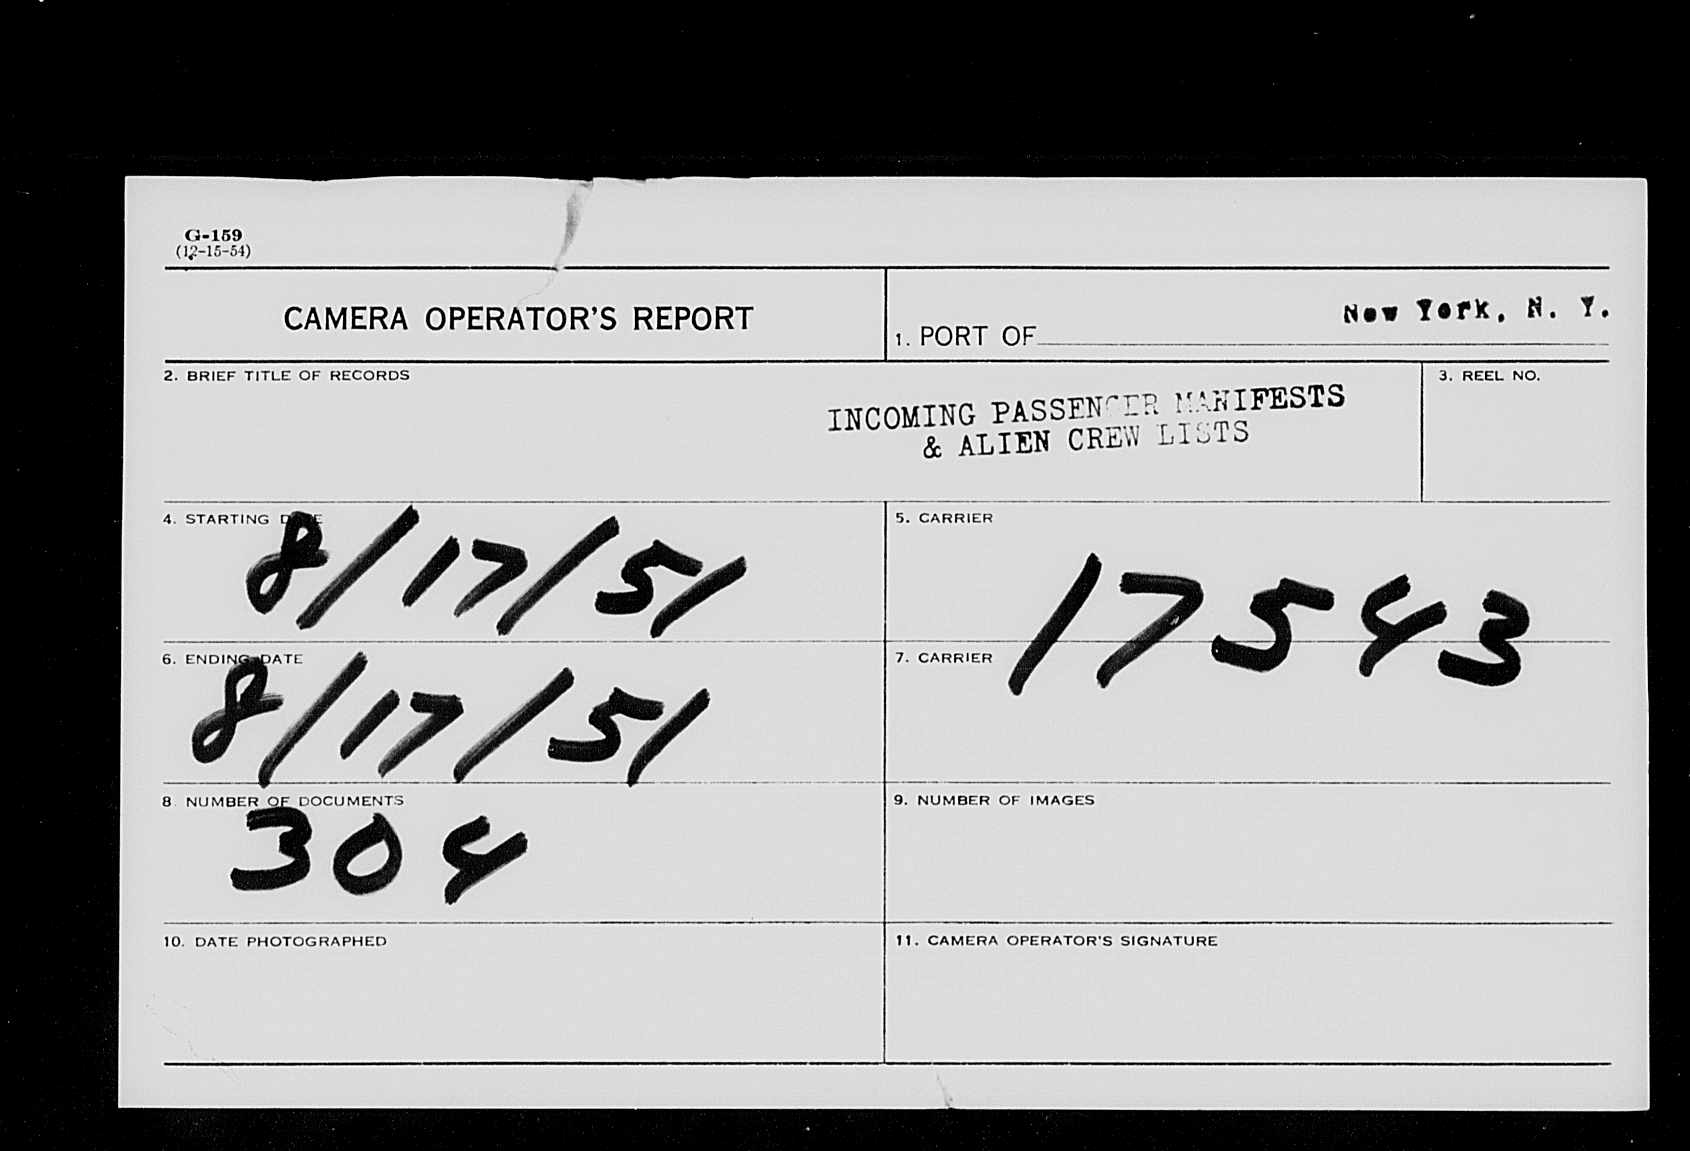 G-159
(12-15-54)
CAMERA OPERATOR'S REPORT
1. PORT OF New York, N. Y.
2. BRIEF TITLE OF RECORDS
INCOMING PASSENGER MANIFESTS
& ALIEN CREW LISTS
3. REEL NO.
4. STARTING DATE
8/17/51
5. CARRIER
17543
6. ENDING DATE
8/17/51
7. CARRIER
8. NUMBER OF DOCUMENTS
304
9. NUMBER OF IMAGES
10. DATE PHOTOGRAPHED
11. CAMERA OPERATOR'S SIGNATURE